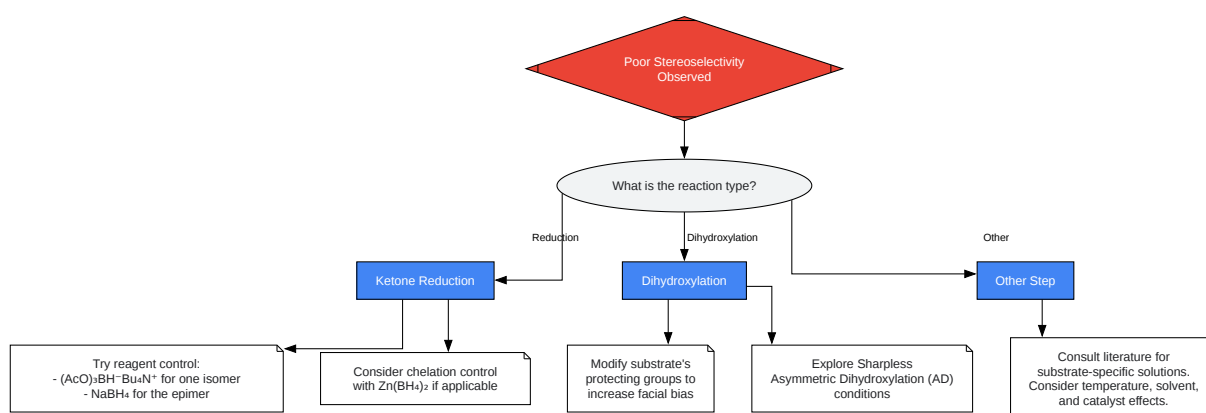 Poor Stereoselectivity
Observed
What is the reaction type?
Reduction
Dihydroxylation
Other
Ketone Reduction
Dihydroxylation
Other Step
Try reagent control:
- (AcO)₃BH⁻Bu₄N⁺ for one isomer
- NaBH₄ for the epimer
Consider chelation control
with Zn(BH₄)₂ if applicable
Modify substrate's
protecting groups to
increase facial bias
Explore Sharpless
Asymmetric Dihydroxylation (AD)
conditions
Consult literature for
substrate-specific solutions.
Consider temperature, solvent,
and catalyst effects.